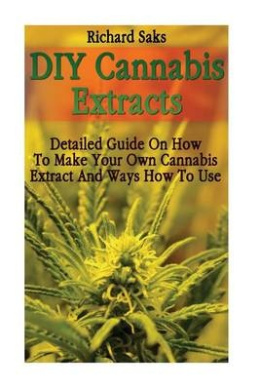 Richard Saks
DIY Cannabis
Extracts
Detailed Guide On How
To Make Your Own Cannabis
Extract And Ways How To Use